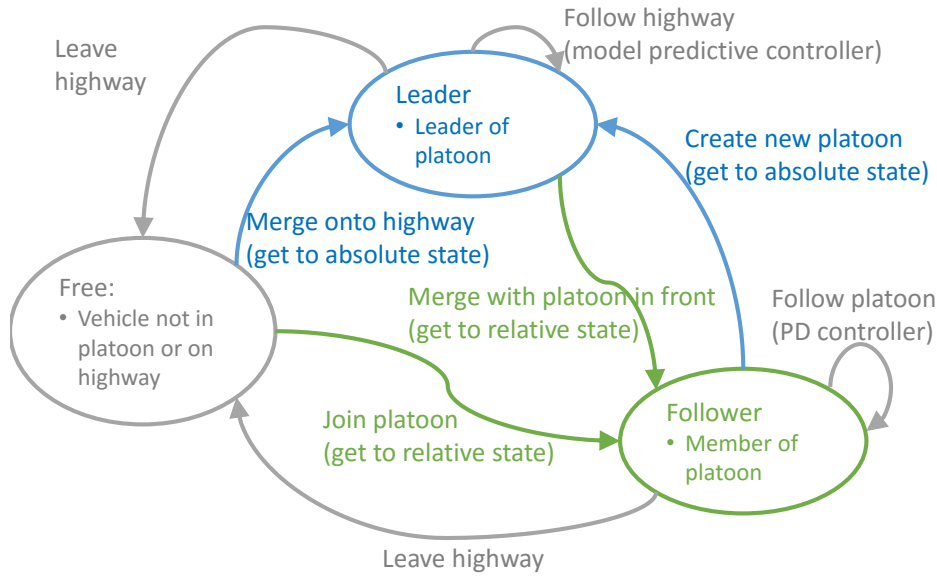 Follow highway
(model predictive controller)
Leave
highway
Leader
• Leader of
platoon
Create new platoon
(get to absolute state)
Merge onto highway
(get to absolute state)
Free:
• Vehicle not in
platoon or on
highway
Merge with platoon in front
(get to relative state)
Follow platoon
(PD controller)
Join platoon
(get to relative state)
Follower
• Member of
platoon
Leave highway